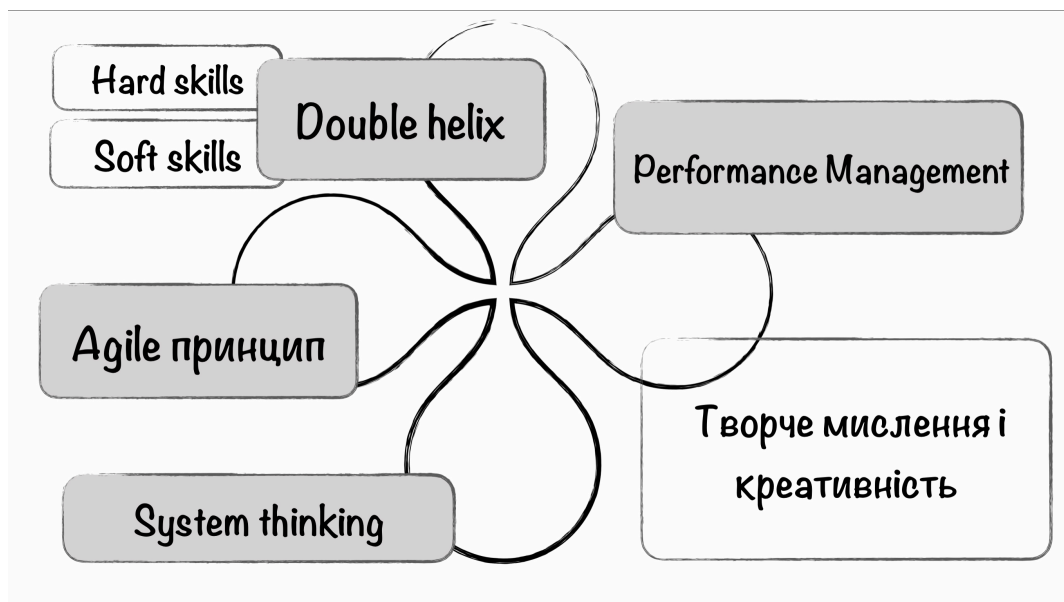 Hard skills
Soft skills
Double helix
Performance Management
Agile принцип
Творче мислення і
креативність
System thinking